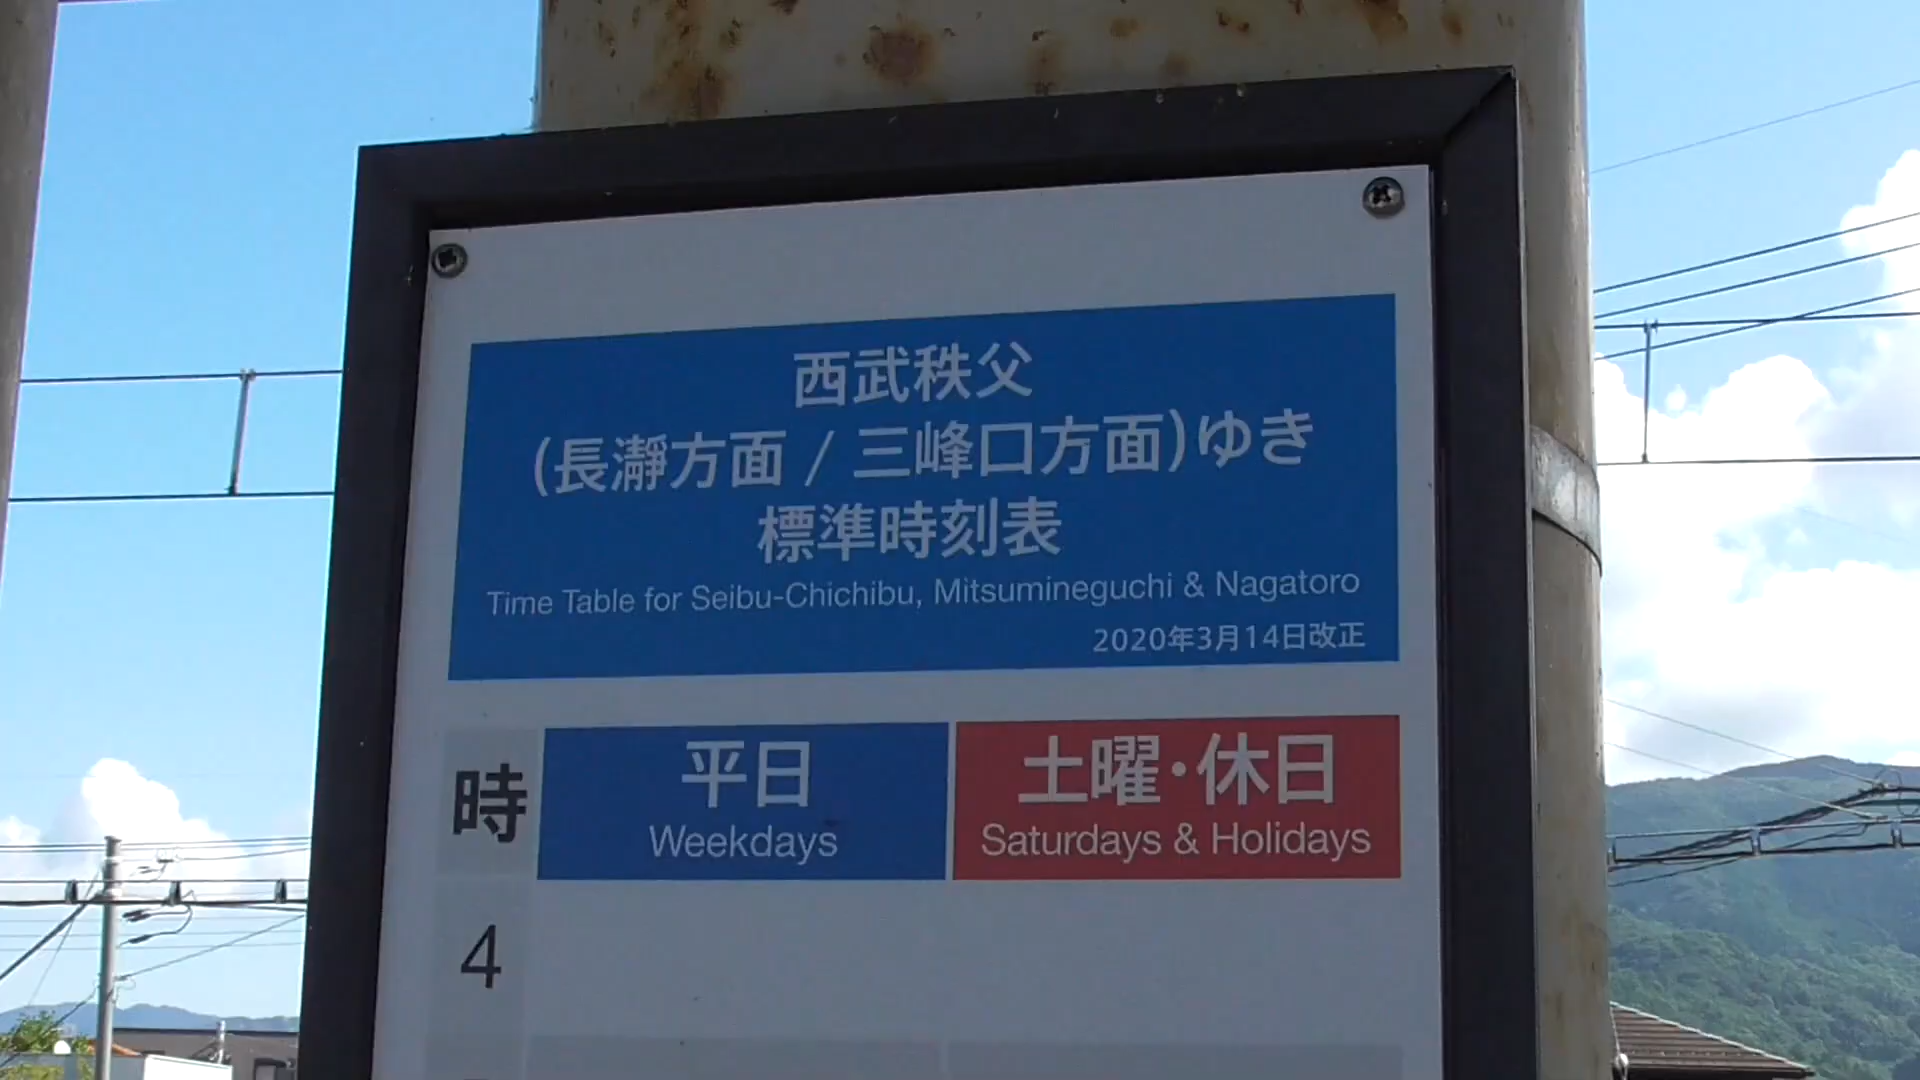 西武秩父
(長瀞方面 / 三峰口方面)ゆき
標準時刻表
Time Table for Seibu-Chichibu, Mitsumineguchi & Nagatoro
2020年3月14日改正
時
平日
Weekdays
土曜・休日
Saturdays & Holidays
4